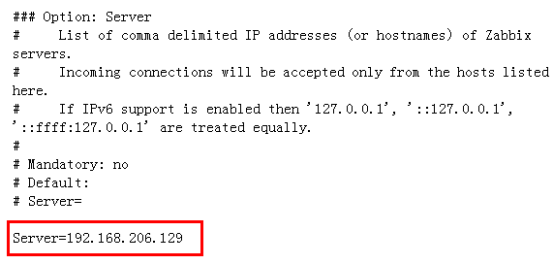 ### Option: Server
#     List of comma delimited IP addresses (or hostnames) of Zabbix
servers.
#     Incoming connections will be accepted only from the hosts listed
here.
#     If IPv6 support is enabled then '127.0.0.1', '::127.0.0.1',
'::ffff:127.0.0.1' are treated equally.
#
# Mandatory: no
# Default:
# Server=
Server=192.168.206.129